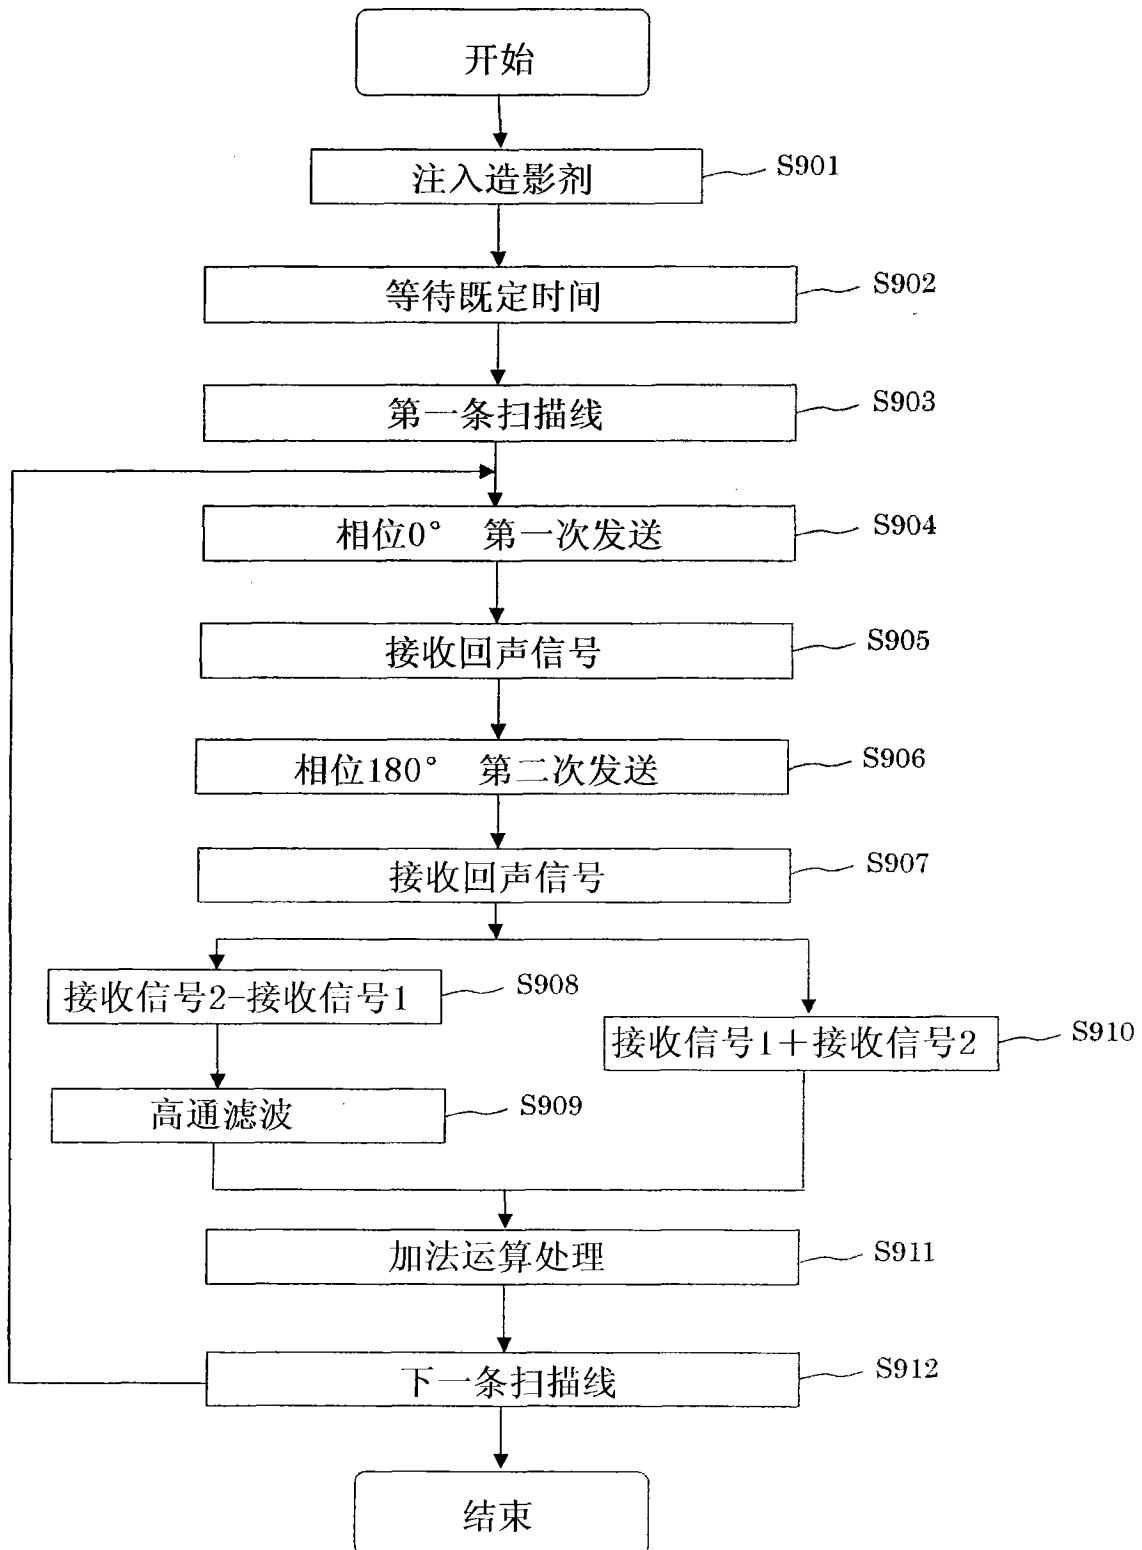 开始
注入造影剂 S901
等待既定时间 S902
第一条扫描线 S903
相位0° 第一次发送 S904
接收回声信号 S905
相位180° 第二次发送 S906
接收回声信号 S907
接收信号2-接收信号1 S908
接收信号1+接收信号2 S910
高通滤波 S909
加法运算处理 S911
下一条扫描线 S912
结束